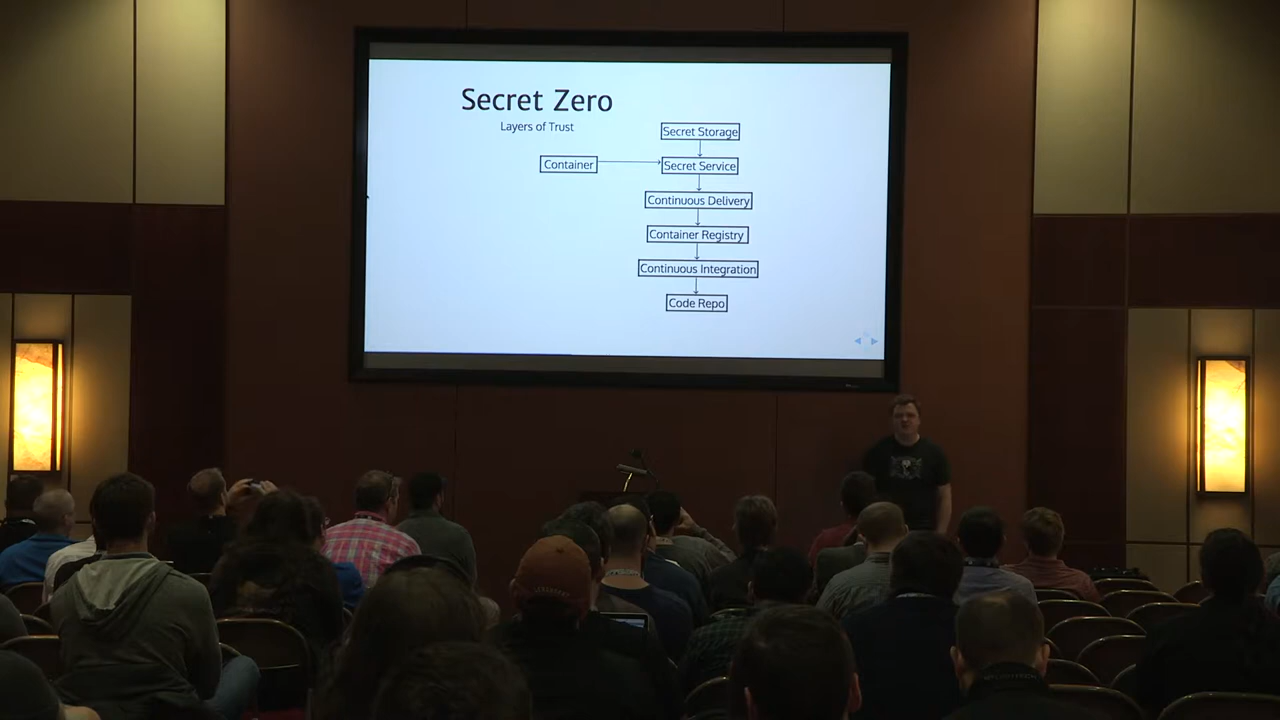 Secret Zero
Layers of Trust
Secret Storage
Container
Secret Service
Continuous Delivery
Container Registry
Continuous Integration
Code Repo